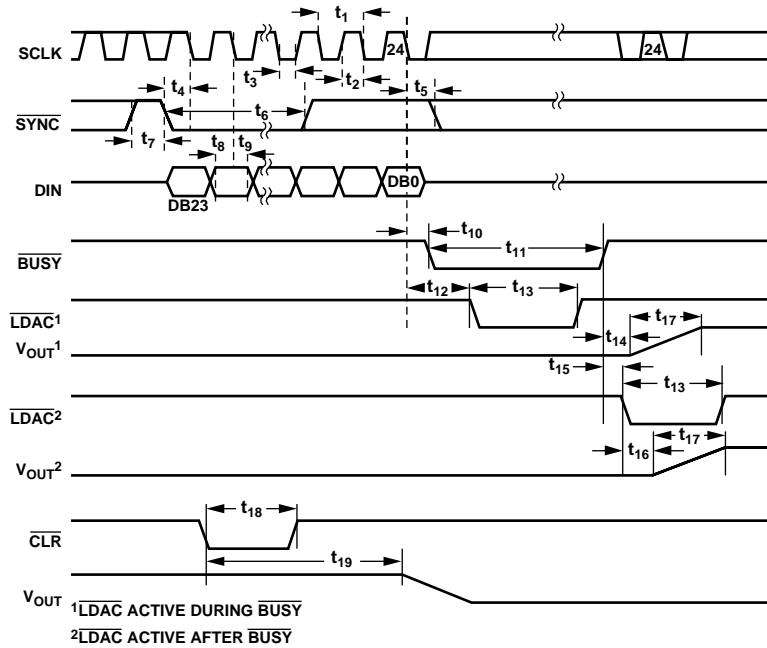 t1
SCLK
24
24
t3
t2
t4
t5
t6
SYNC
t7
t8
t9
DIN
DB23
DB0
t10
t11
BUSY
t12
t13
LDAC1
t17
t14
VOUT1
t15
t13
LDAC2
t17
t16
VOUT2
t18
CLR
t19
VOUT
1LDAC ACTIVE DURING BUSY
2LDAC ACTIVE AFTER BUSY